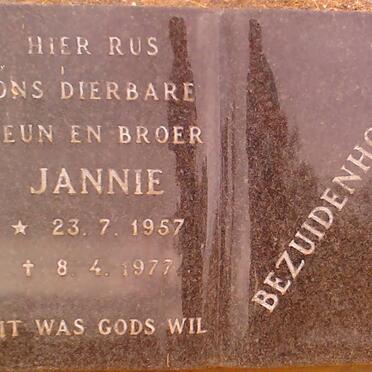 HIER RUS
ONS DIERBARE
EUN EN BROER
JANNIE
★ 23.7.1957
✝ 8.4.1977
IT WAS GODS WIL
BEZUIDENHO